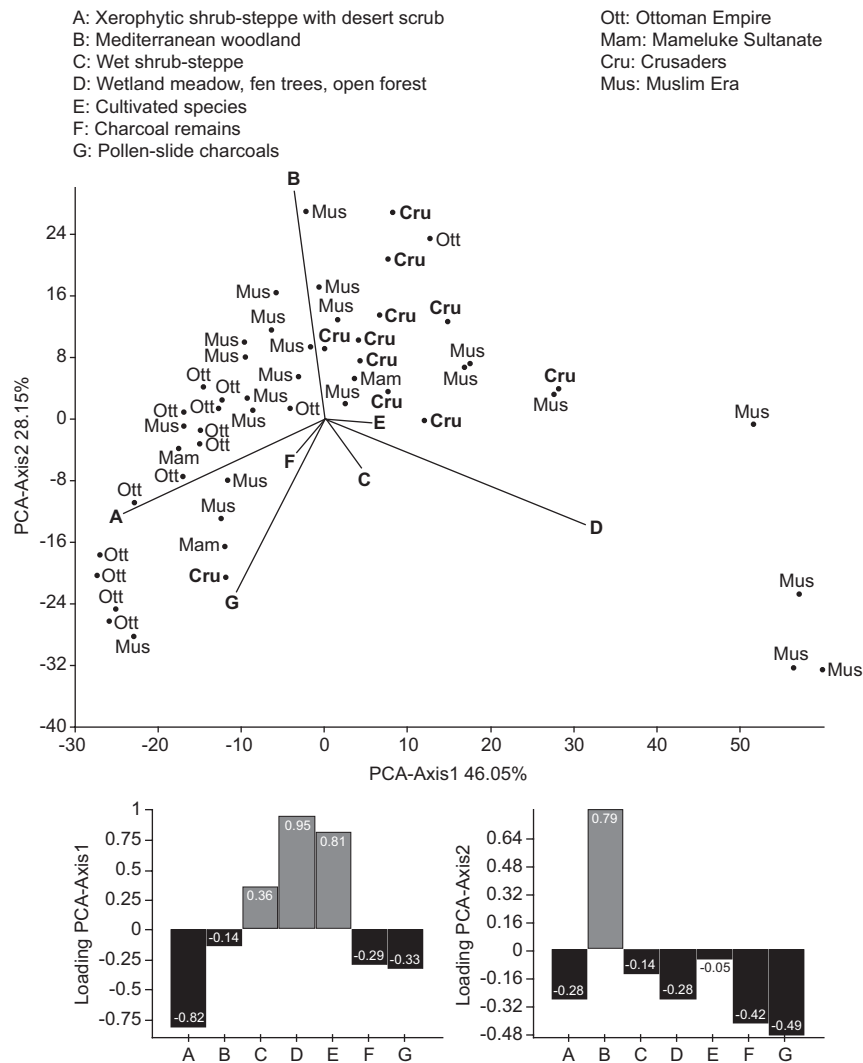 A: Xerophytic shrub-steppe with desert scrub
B: Mediterranean woodland
C: Wet shrub-steppe
D: Wetland meadow, fen trees, open forest
E: Cultivated species
F: Charcoal remains
G: Pollen-slide charcoals
Ott: Ottoman Empire
Mam: Mameluke Sultanate
Cru: Crusaders
Mus: Muslim Era
B
Mus
Cru
Ott
24
Cru
Mus
Mus
16
Mus
Cru
Cru
Mus
Cru
Cru
Mus
Mus
Mus
8
Cru
Mus
Mus
Mam
Cru
Ott
Ott
Mus
Mus
Cru
Mus
Ott
Ott
Mus
Ott
Mus
0
Mus
Ott
E
Cru
Mus
Ott
Mam
F
-8
Ott
Mus
C
Ott
A
Mus
D
-16
Mam
Ott
Ott
Cru
Mus
-24
Ott
G
Ott
Mus
-32
Mus
Mus
-40
PCA-Axis2 28.15%
-30
-20
-10
0
10
20
30
40
50
PCA-Axis1 46.05%
Loading PCA-Axis1
1
0.75
0.5
0.25
0
-0.25
-0.5
-0.75
-0.82
-0.14
0.36
0.95
0.81
-0.29
-0.33
A B C D E F G
Loading PCA-Axis2
0.64
0.48
0.32
0.16
0
-0.16
-0.32
-0.48
-0.28
0.79
-0.14
-0.28
-0.05
-0.42
-0.49
A B C D E F G